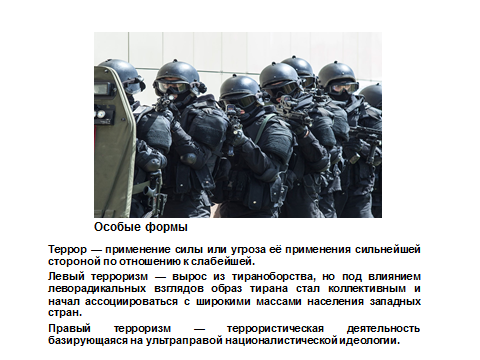 Особые формы
Террор — применение силы или угроза её применения сильнейшей
стороной по отношению к слабейшей.
Левый терроризм — вырос из тираноборства, но под влиянием
леворадикальных взглядов образ тирана стал коллективным и
начал ассоциироваться с широкими массами населения западных
стран.
Правый терроризм — террористическая деятельность
базирующаяся на ультраправой националистической идеологии.